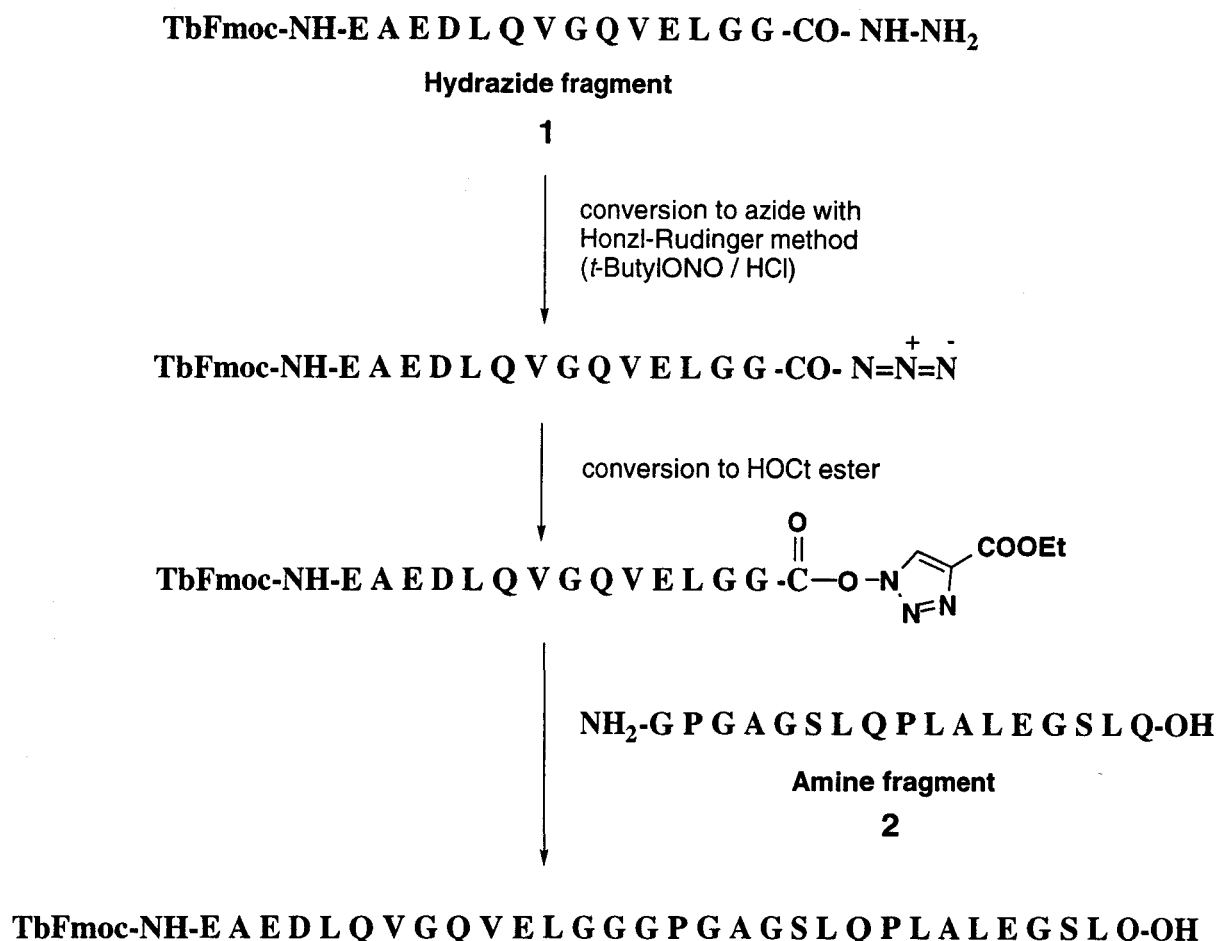 TbFmoc-NH-E A E D L Q V G Q V E L G G -CO- NH-NH2
Hydrazide fragment
1
conversion to azide with
Honzl-Rudinger method
(t-ButylONO / HCl)
+ -
TbFmoc-NH-E A E D L Q V G Q V E L G G -CO- N=N=N
conversion to HOCt ester
O
COOEt
TbFmoc-NH-E A E D L Q V G Q V E L G G -C-O-N
N=N
NH2-G P G A G S L Q P L A L E G S L Q-OH
Amine fragment
2
TbFmoc-NH-E A E D L Q V G Q V E L G G G P G A G S L Q P L A L E G S L Q-OH